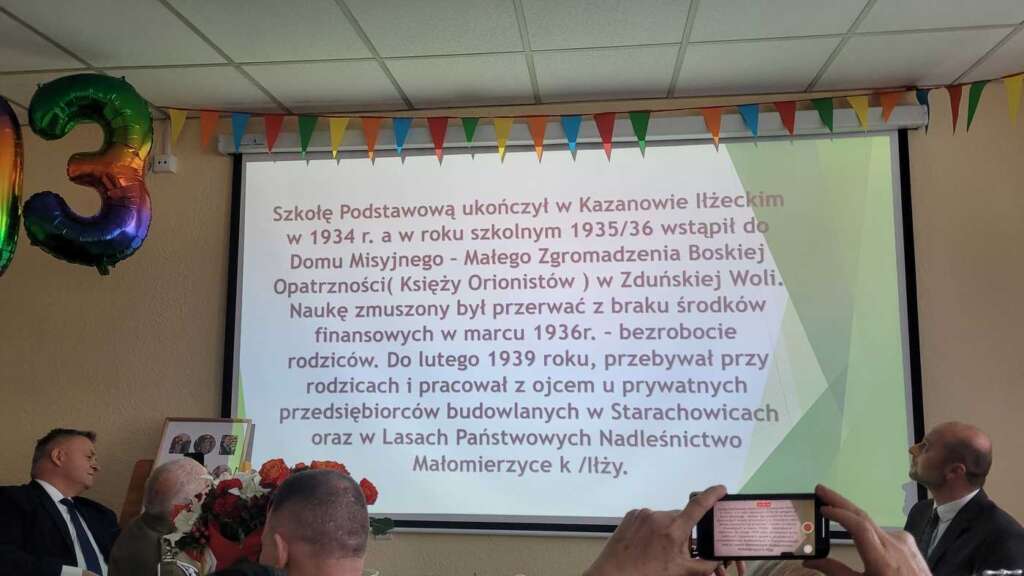 3
Szkołę Podstawową ukończył w Kazanowie Iłżeckim
w 1934 r. a w roku szkolnym 1935/36 wstąpił do
Domu Misyjnego – Małego Zgromadzenia Boskiej
Opatrzności( Księży Orionistów ) w Zduńskiej Woli.
Naukę zmuszony był przerwać z braku środków
finansowych w marcu 1936r. – bezrobocie
rodziców. Do lutego 1939 roku, przebywał przy
rodzicach i pracował z ojcem u prywatnych
przedsiębiorców budowlanych w Starachowicach
oraz w Lasach Państwowych Nadleśnictwo
Małomierzyce k /Iłży.